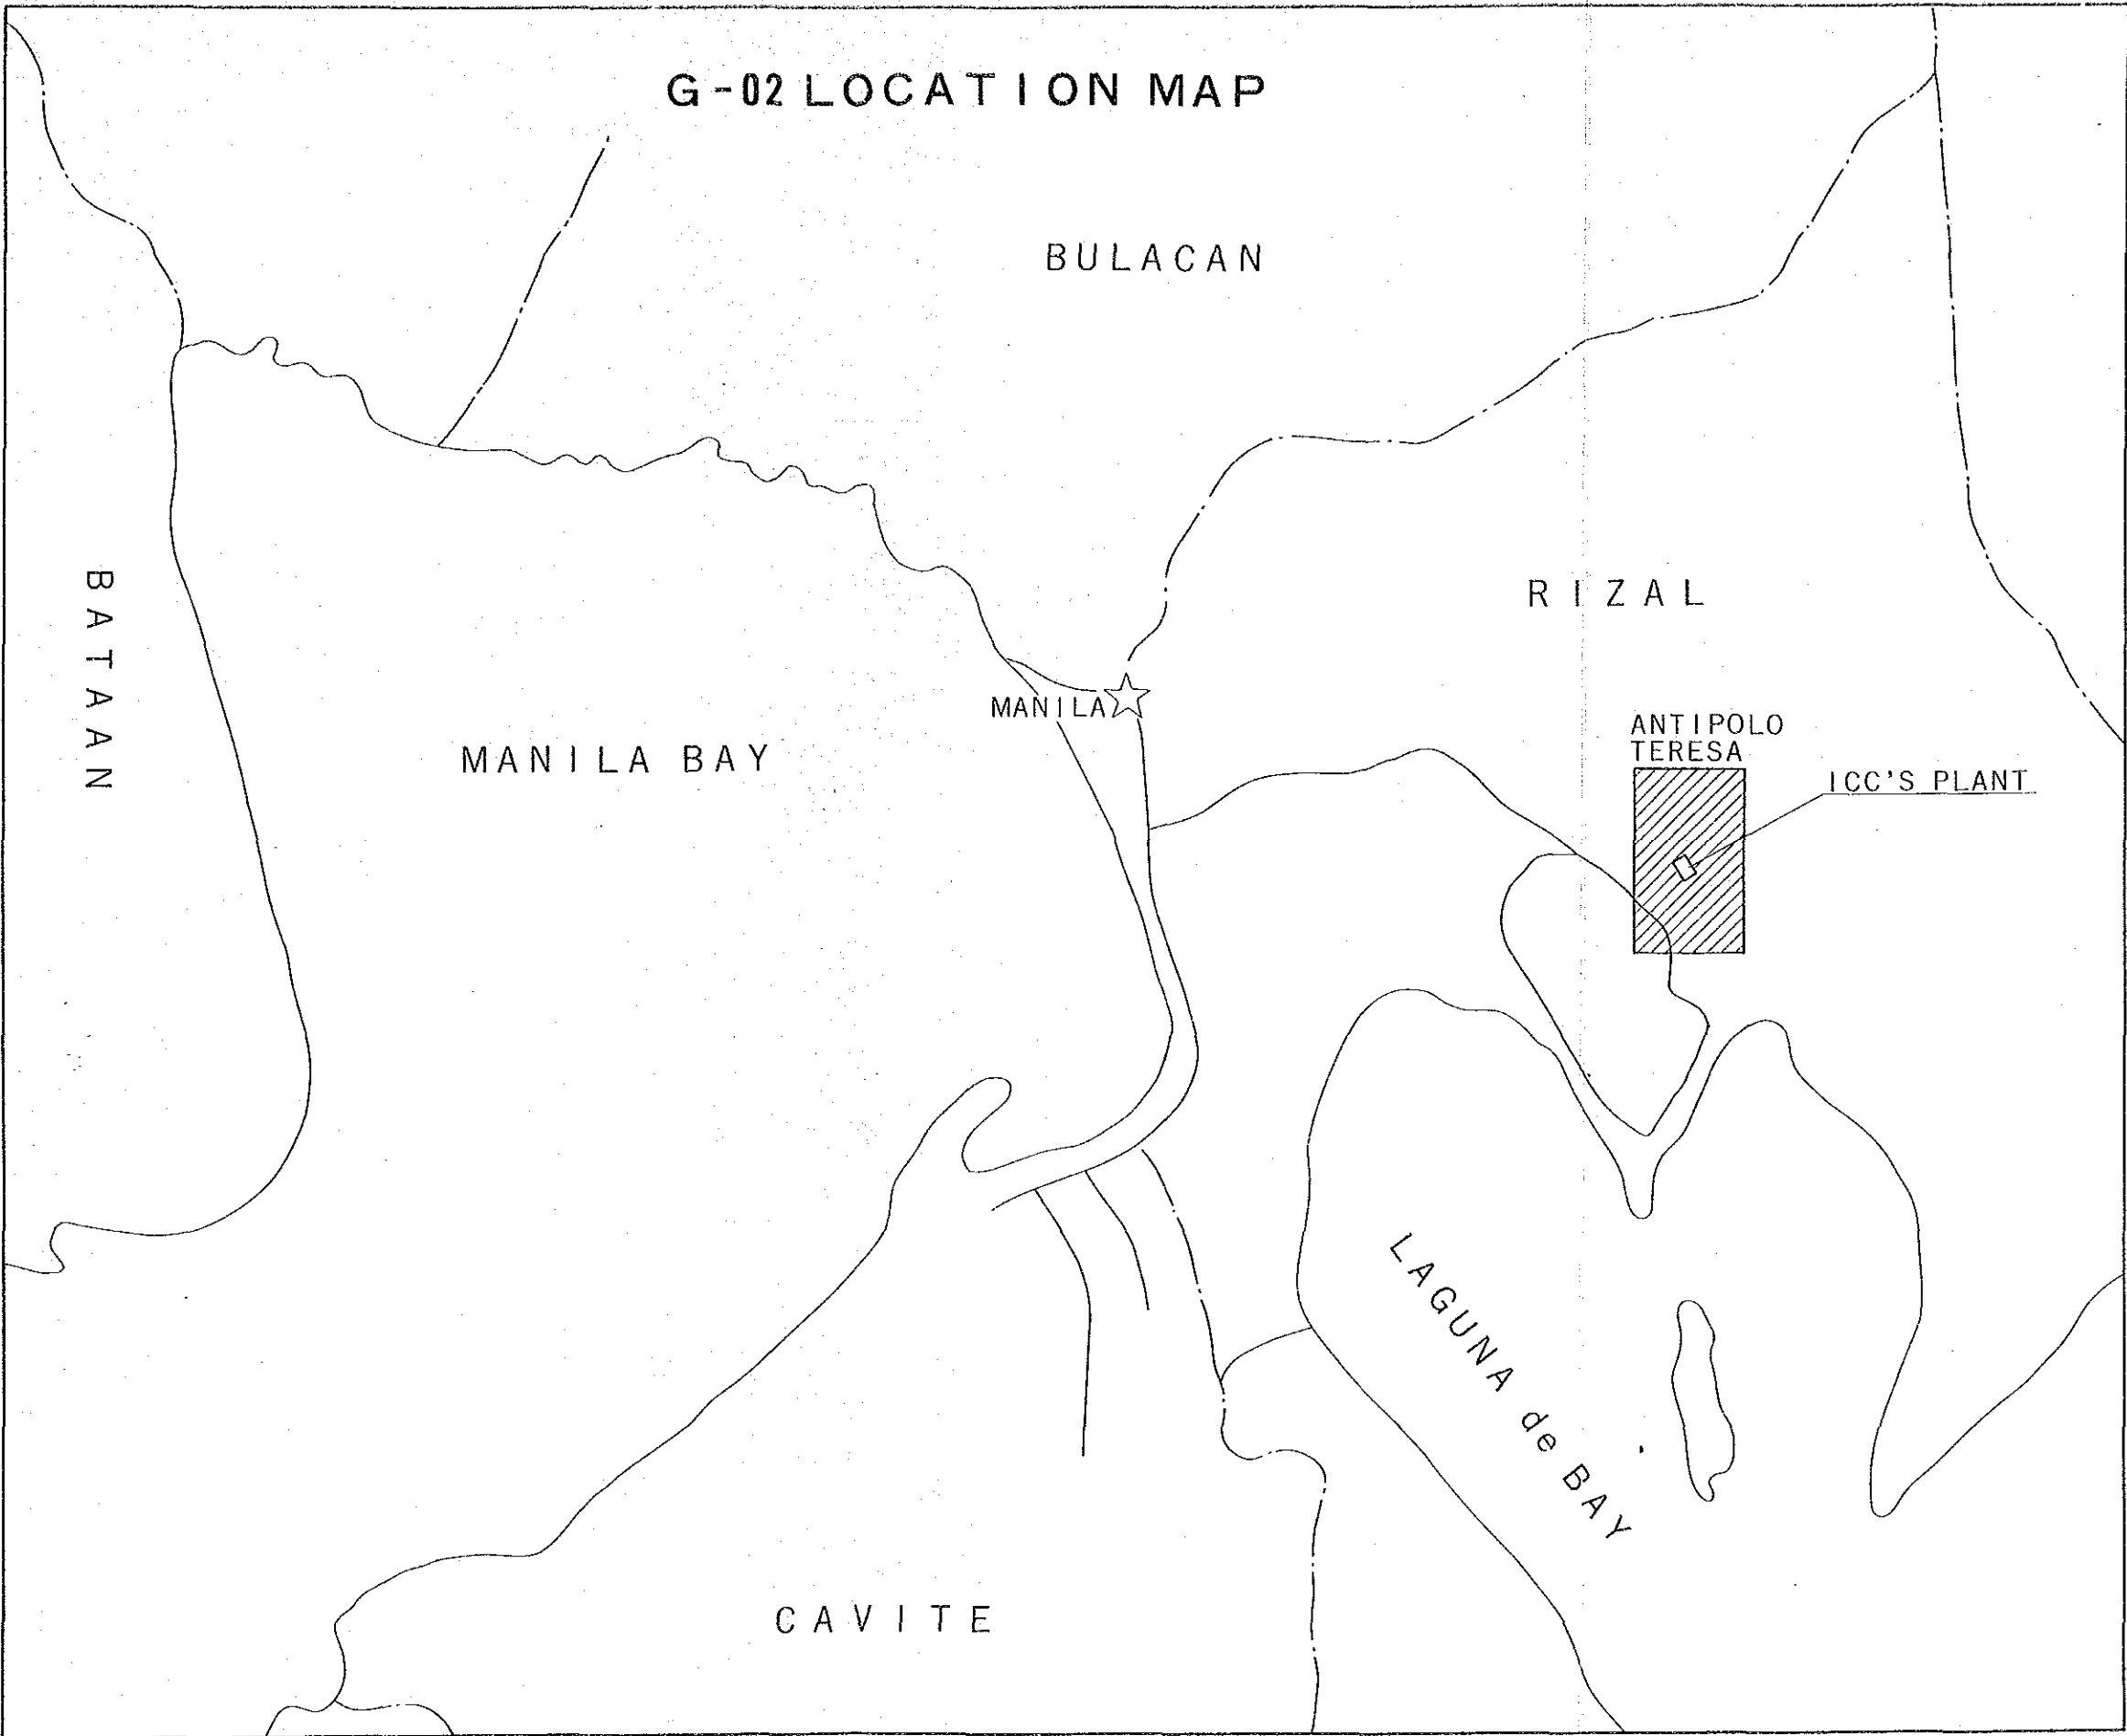 G-02 LOCATION MAP
BULACAN
BATAAN
RIZAL
MANILA
MANILA BAY
ANTIPOLO
TERESA
ICC'S PLANT
LAGUNA de BAY
CAVITE